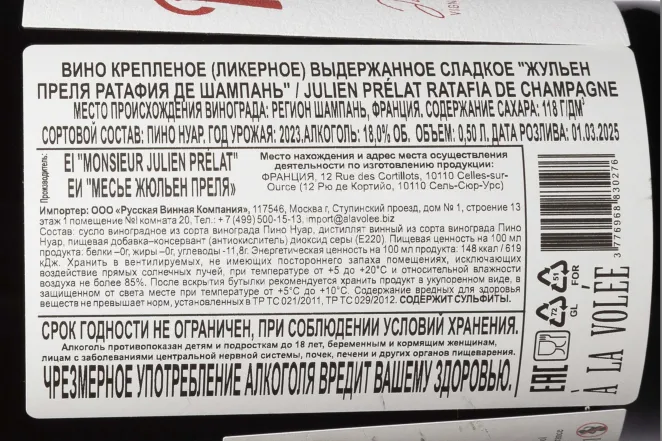 ВИНО КРЕПЛЕНОЕ (ЛИКЕРНОЕ) ВЫДЕРЖАННОЕ СЛАДКОЕ "ЖУЛЬЕН
ПРЕЛЯ РАТАФИЯ ДЕ ШАМПАНЬ" / JULIEN PRÉLAT RATAFIA DE CHAMPAGNE
МЕСТО ПРОИСХОЖДЕНИЯ ВИНОГРАДА: РЕГИОН ШАМПАНЬ, ФРАНЦИЯ. СОДЕРЖАНИЕ САХАРА: 118 Г/ДМ³
СОРТОВОЙ СОСТАВ: ПИНО НУАР, ГОД УРОЖАЯ: 2023. АЛКОГОЛЬ: 18,0% ОБ. ОБЪЕМ: 0,50 Л. ДАТА РОЗЛИВА: 01.03.2025
Производитель:
EI "MONSIEUR JULIEN PRÉLAT"
ЕИ "МЕСЬЕ ЖЮЛЬЕН ПРЕЛЯ»
Место нахождения и адрес места осуществления
деятельности по изготовлению продукции:
ФРАНЦИЯ, 12 Rue des Cortillots, 10110 Celles-sur-
Ource (12 Рю де Кортийо, 10110 Сель-Сюр-Урс)
Импортер: ООО «Русская Винная Компания», 117546, Москва г, Ступинский проезд, дом № 1, строение 13
этаж 1 помещение №I комната 20, Тел.: +7 (499) 500-15-13, import@alavolee.biz
Состав: сусло виноградное из сорта винограда Пино Нуар, дистиллят винный из сорта винограда Пино
Нуар, пищевая добавка–консервант (антиокислитель) диоксид серы (Е220). Пищевая ценность на 100 мл
продукта: белки –0г, жиры –0г; углеводы -11,8г. Энергетическая ценность на 100 мл продукта: 148 ккал / 619
кДж. Хранить в вентилируемых, не имеющих постороннего запаха помещениях, исключающих
воздействие прямых солнечных лучей, при температуре от +5 до +20°С и относительной влажности
воздуха не более 85%. После вскрытия бутылки рекомендуется хранить продукт в укупоренном виде, в
защищенном от света месте при температуре от +5°С до +10°С. Содержание вредных для здоровья
веществ не превышает норм, установленных в ТР ТС 021/2011, ТР ТС 029/2012. СОДЕРЖИТ СУЛЬФИТЫ.
СРОК ГОДНОСТИ НЕ ОГРАНИЧЕН, ПРИ СОБЛЮДЕНИИ УСЛОВИЙ ХРАНЕНИЯ.
Алкоголь противопоказан детям и подросткам до 18 лет, беременным и кормящим женщинам,
лицам с заболеваниями центральной нервной системы, почек, печени и других органов пищеварения.
ЧРЕЗМЕРНОЕ УПОТРЕБЛЕНИЕ АЛКОГОЛЯ ВРЕДИТ ВАШЕМУ ЗДОРОВЬЮ.
3 776968 830276
51
FOR
72
GL
EAC
À LA VOLÉE